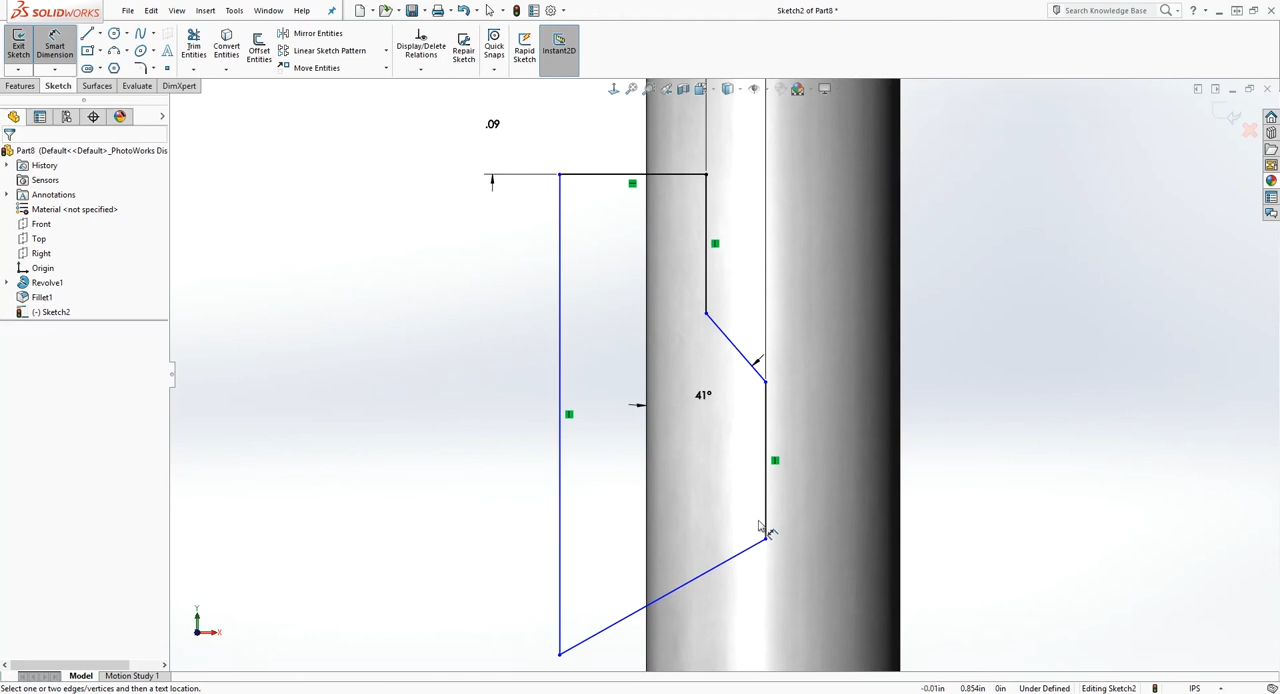 SOLIDWORKS
File Edit View Insert Tools Window Help
Sketch2 of Part8 *
Search Knowledge Base
Exit Sketch
Smart Dimension
Trim Entities
Convert Entities
Offset Entities
Mirror Entities
Linear Sketch Pattern
Move Entities
Display/Delete Relations
Repair Sketch
Quick Snaps
Rapid Sketch
Instant2D
Features Sketch Surfaces Evaluate DimXpert
Part8 (Default<<Default>_PhotoWorks Dis
History
Sensors
Annotations
Material <not specified>
Front
Top
Right
Origin
Revolve1
Fillet1
(-) Sketch2
.09
41°
Y
X
Model Motion Study 1
Select one or two edges/vertices and then a text location.
-0.01in 0.854in 0in Under Defined Editing Sketch2 IPS